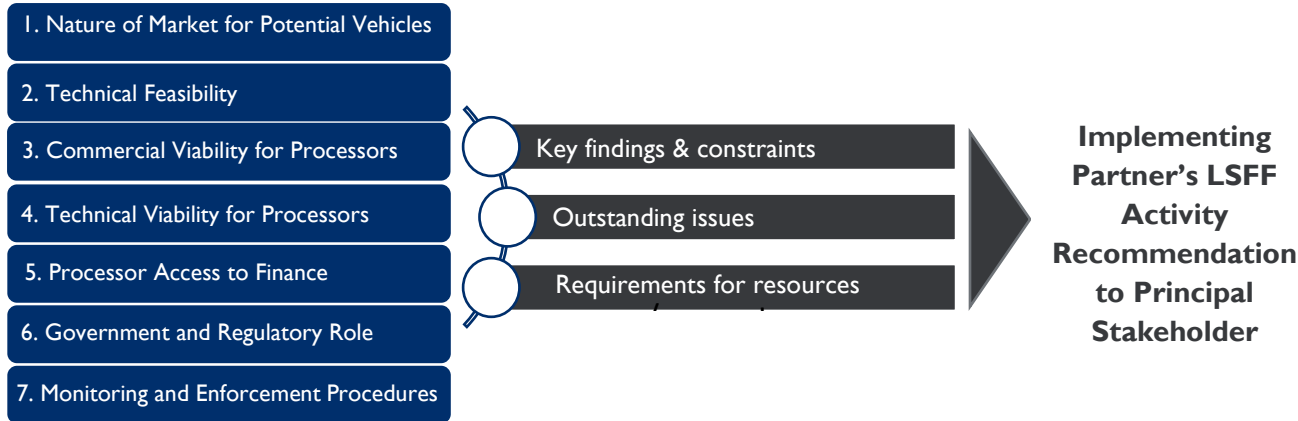 1. Nature of Market for Potential Vehicles
2. Technical Feasibility
3. Commercial Viability for Processors
4. Technical Viability for Processors
5. Processor Access to Finance
6. Government and Regulatory Role
7. Monitoring and Enforcement Procedures
Key findings & constraints
Outstanding issues
Requirements for resources
Implementing
Partner’s LSFF
Activity
Recommendation
to Principal
Stakeholder